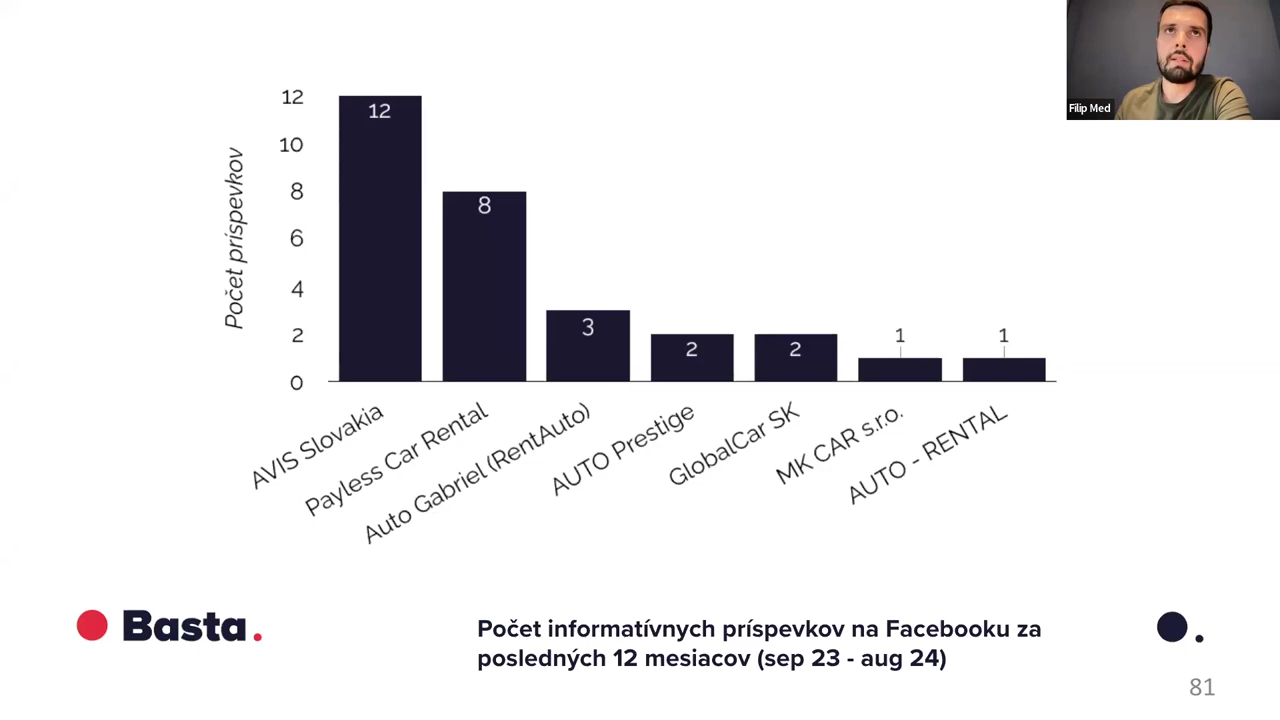 Filip Med
Počet príspevkov
12
10
8
6
4
2
0
12
8
3
2
2
1
1
AVIS Slovakia
Payless Car Rental
Auto Gabriel (RentAuto)
AUTO Prestige
GlobalCar SK
MK CAR s.r.o.
AUTO - RENTAL
Basta.
Počet informatívnych príspevkov na Facebooku za
posledných 12 mesiacov (sep 23 - aug 24)
81